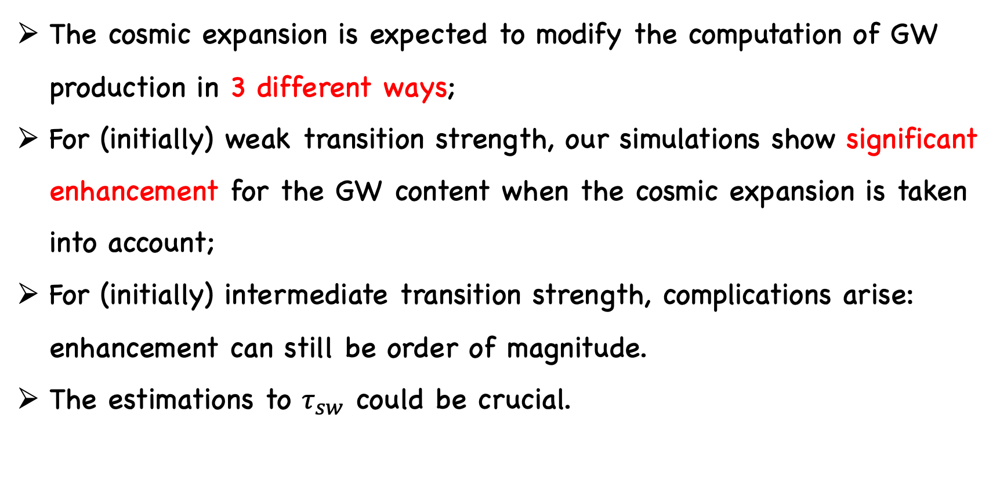 ➢ The cosmic expansion is expected to modify the computation of GW
production in 3 different ways;
➢ For (initially) weak transition strength, our simulations show significant
enhancement for the GW content when the cosmic expansion is taken
into account;
➢ For (initially) intermediate transition strength, complications arise:
enhancement can still be order of magnitude.
➢ The estimations to τ_sw could be crucial.